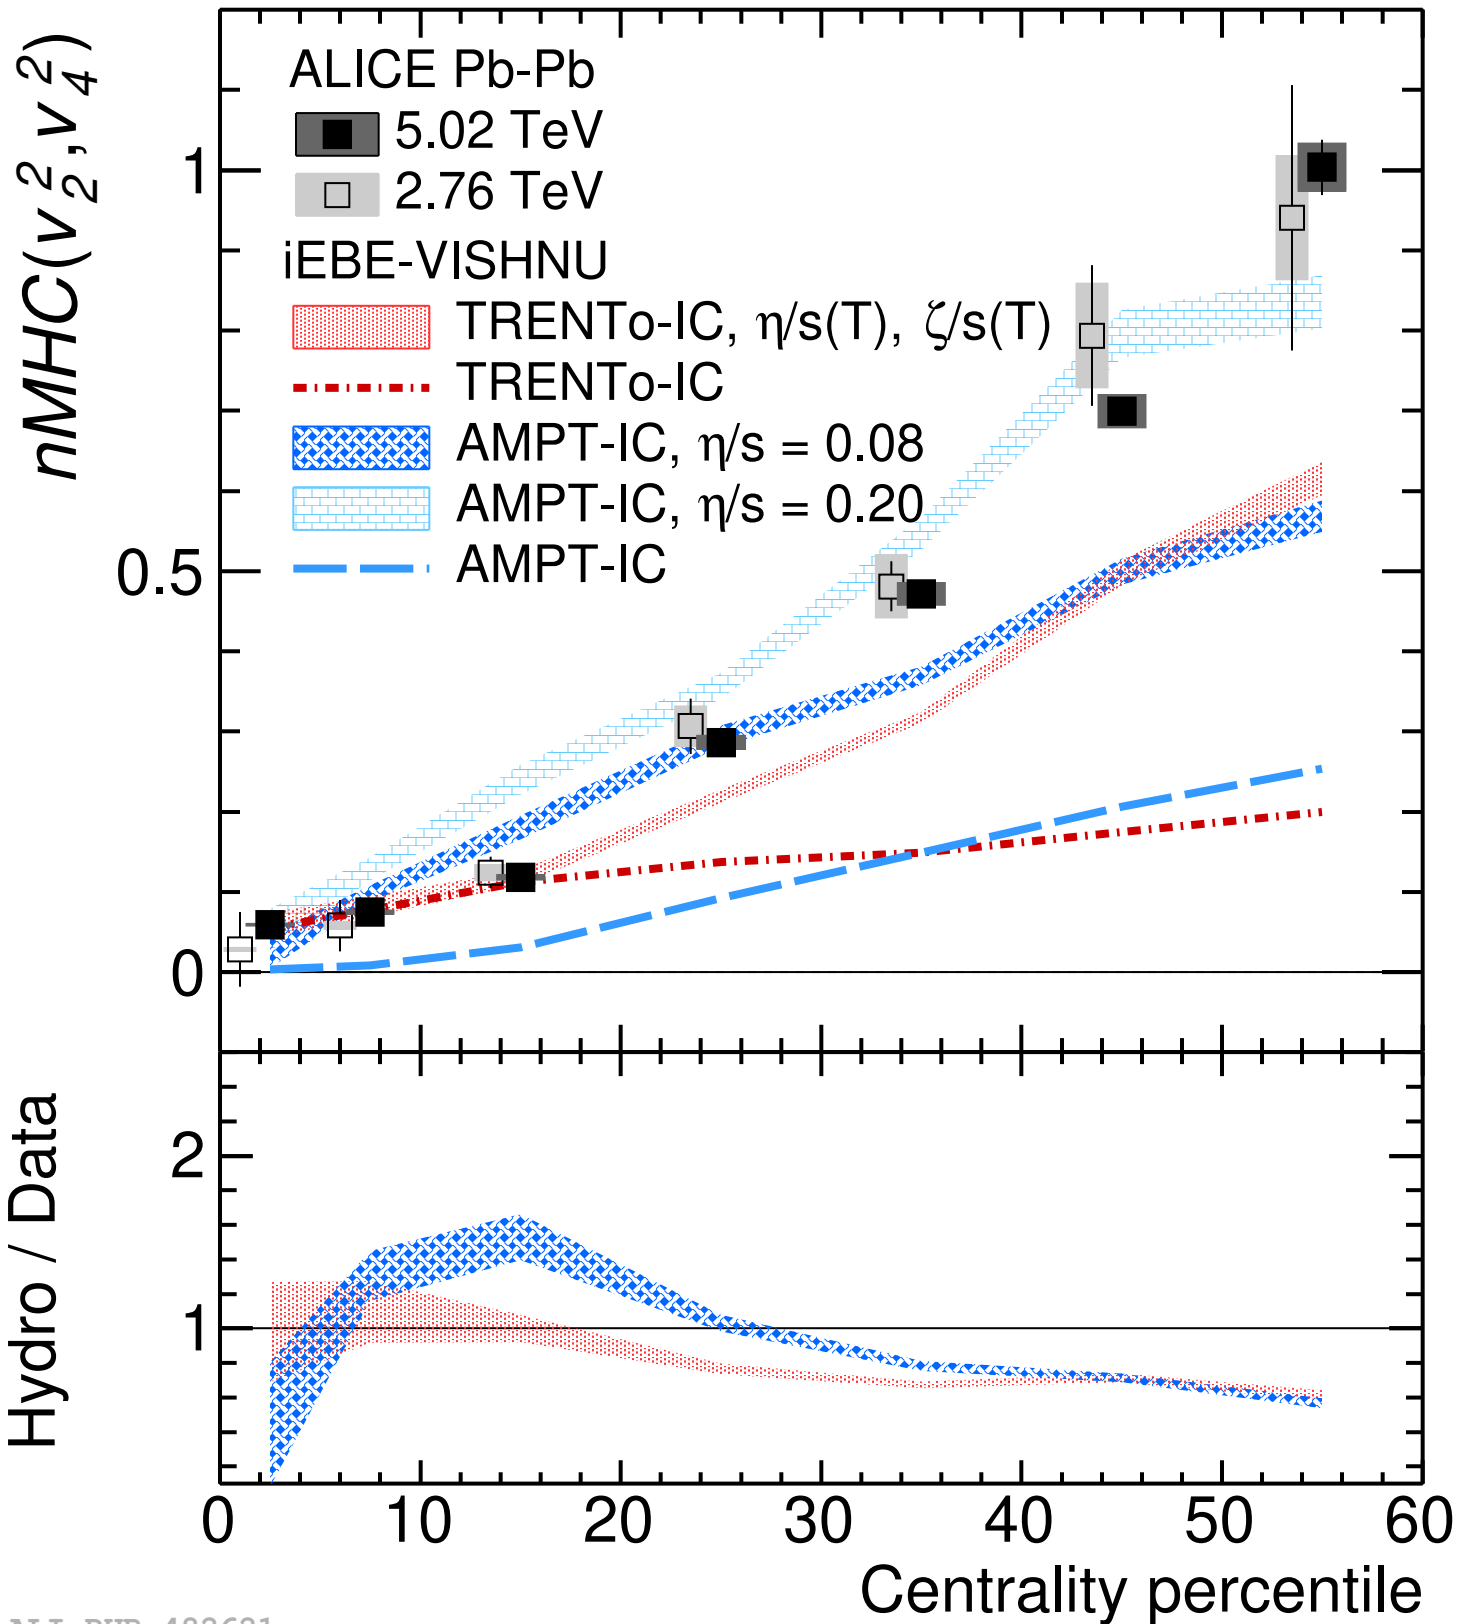 nMHC(v₂²,v₄²)
ALICE Pb-Pb
5.02 TeV
2.76 TeV
iEBE-VISHNU
TRENTo-IC, η/s(T), ζ/s(T)
TRENTo-IC
AMPT-IC, η/s = 0.08
AMPT-IC, η/s = 0.20
AMPT-IC
1
0.5
0
Hydro / Data
2
1
0 10 20 30 40 50 60
Centrality percentile